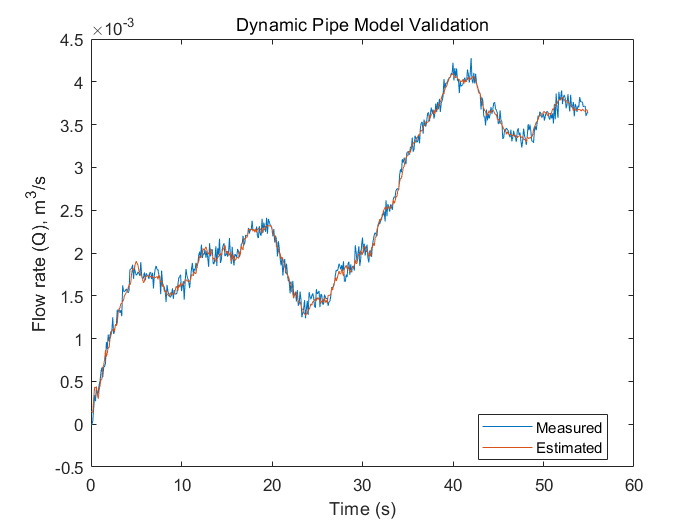 Dynamic Pipe Model Validation
×10⁻³
4.5
4
3.5
3
2.5
2
1.5
1
0.5
0
-0.5
Flow rate (Q), m³/s
0 10 20 30 40 50 60
Time (s)
Measured
Estimated